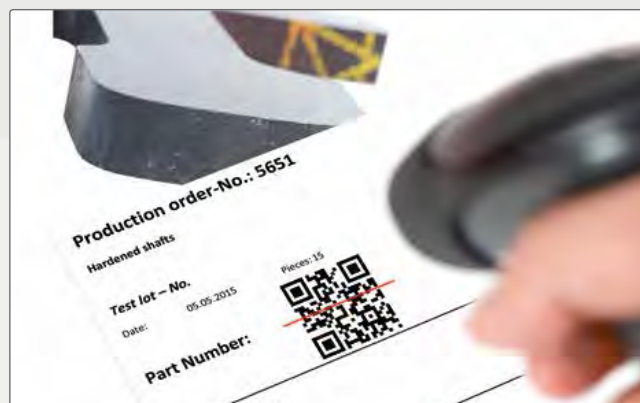 Production order-No.: 5651
Hardened shafts
Pieces: 15
Test lot – No.
Date: 05.05.2015
Part Number: